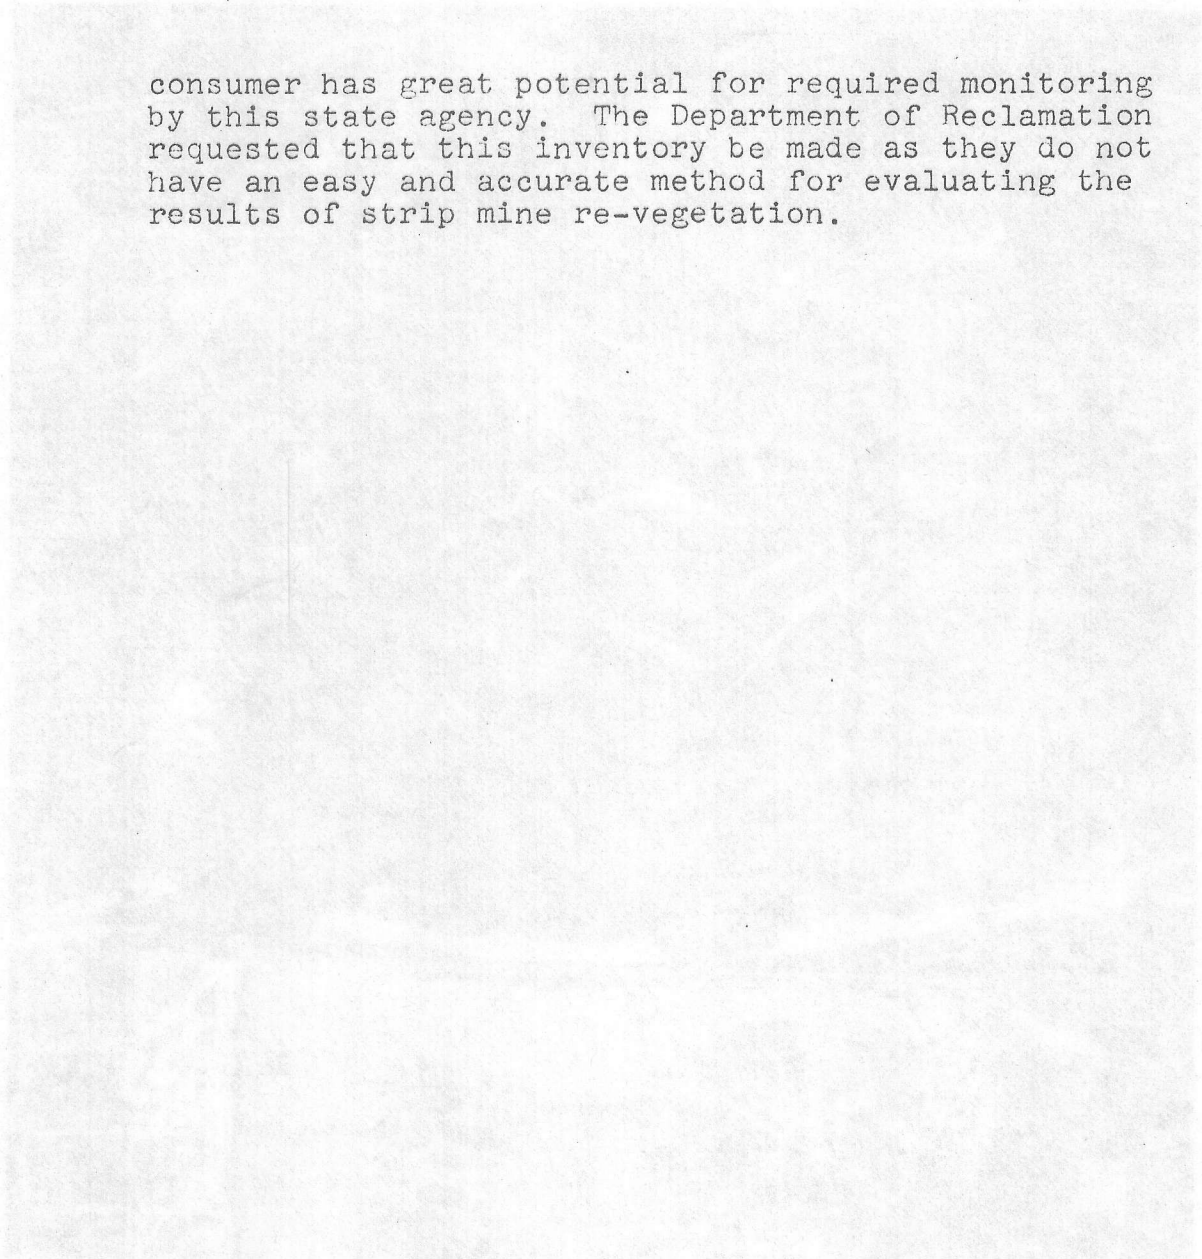 consumer has great potential for required monitoring
by this state agency.  The Department of Reclamation
requested that this inventory be made as they do not
have an easy and accurate method for evaluating the
results of strip mine re-vegetation.